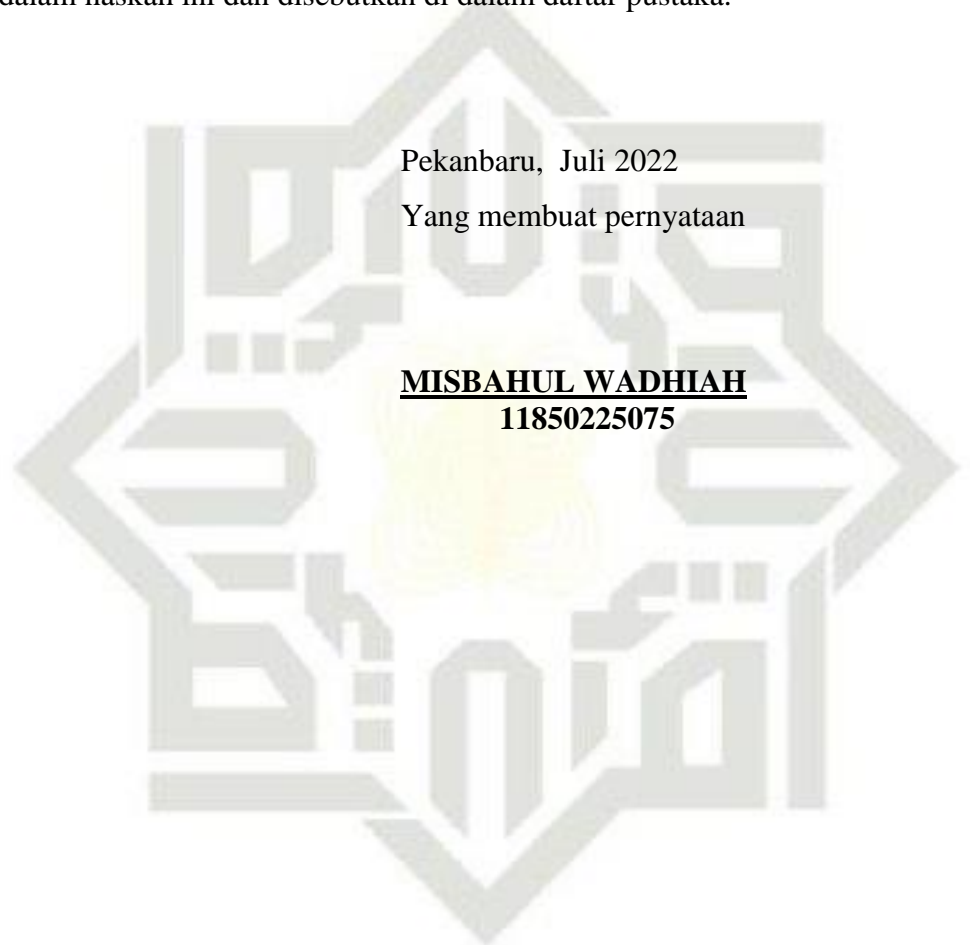 dalam naskah ini dan disebutkan di dalam daftar pustaka.
Pekanbaru, Juli 2022
Yang membuat pernyataan
MISBAHUL WADHIAH
11850225075